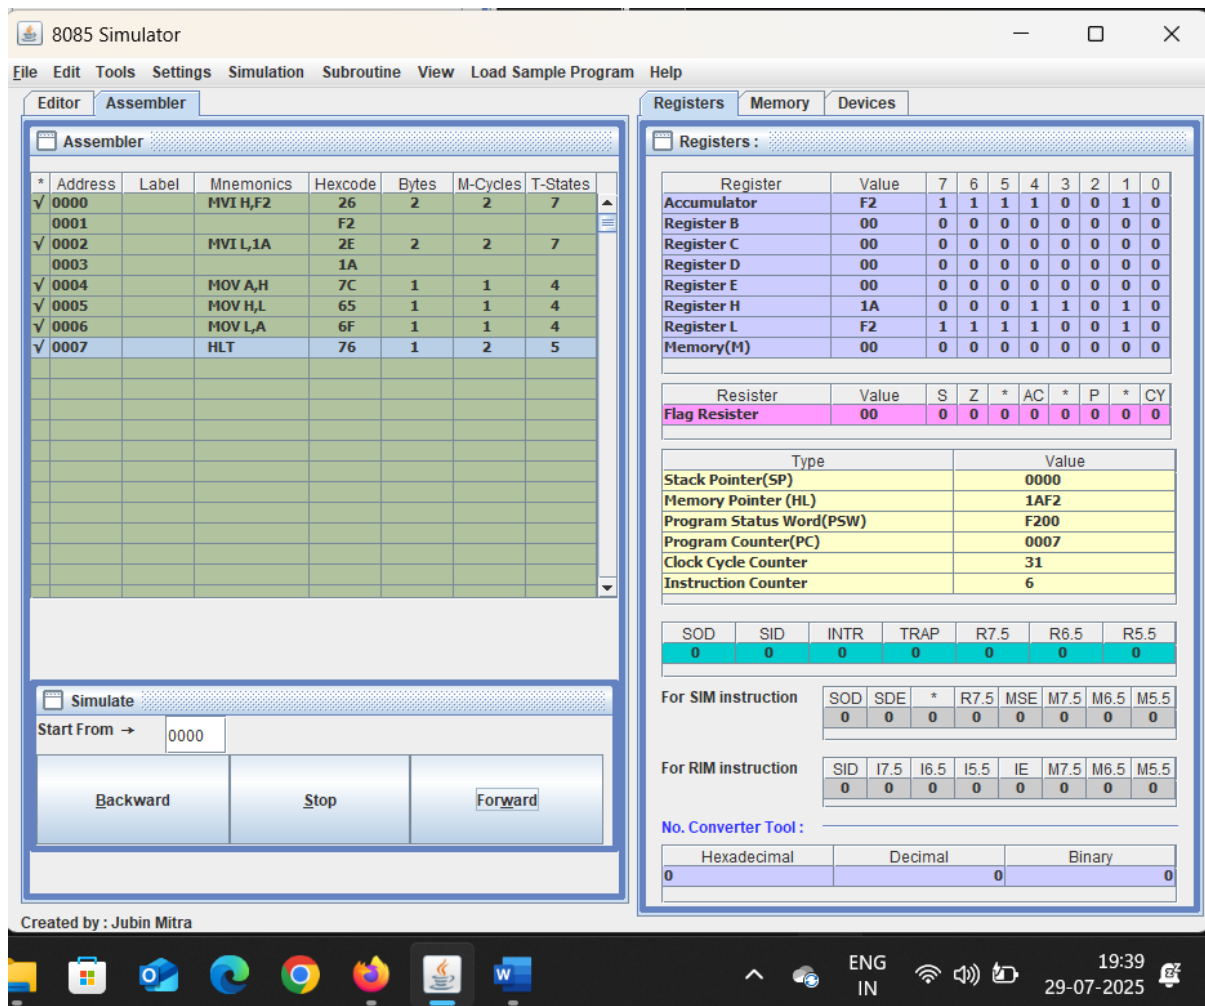 8085 Simulator
File Edit Tools Settings Simulation Subroutine View Load Sample Program Help
Editor Assembler
Assembler
* Address Label Mnemonics Hexcode Bytes M-Cycles T-States
√ 0000 MVI H,F2 26 2 2 7
0001 F2
√ 0002 MVI L,1A 2E 2 2 7
0003 1A
√ 0004 MOV A,H 7C 1 1 4
√ 0005 MOV H,L 65 1 1 4
√ 0006 MOV L,A 6F 1 1 4
√ 0007 HLT 76 1 2 5
Simulate
Start From → 0000
Backward Stop Forward
Registers Memory Devices
Registers :
Register Value 7 6 5 4 3 2 1 0
Accumulator F2 1 1 1 1 0 0 1 0
Register B 00 0 0 0 0 0 0 0 0
Register C 00 0 0 0 0 0 0 0 0
Register D 00 0 0 0 0 0 0 0 0
Register E 00 0 0 0 0 0 0 0 0
Register H 1A 0 0 0 1 1 0 1 0
Register L F2 1 1 1 1 0 0 1 0
Memory(M) 00 0 0 0 0 0 0 0 0
Resister Value S Z * AC * P * CY
Flag Resister 00 0 0 0 0 0 0 0 0
Type Value
Stack Pointer(SP) 0000
Memory Pointer (HL) 1AF2
Program Status Word(PSW) F200
Program Counter(PC) 0007
Clock Cycle Counter 31
Instruction Counter 6
SOD SID INTR TRAP R7.5 R6.5 R5.5
0 0 0 0 0 0 0
For SIM instruction SOD SDE * R7.5 MSE M7.5 M6.5 M5.5
0 0 0 0 0 0 0 0
For RIM instruction SID I7.5 I6.5 I5.5 IE M7.5 M6.5 M5.5
0 0 0 0 0 0 0 0
No. Converter Tool :
Hexadecimal Decimal Binary
0 0 0
Created by : Jubin Mitra
W
ENG
IN
19:39
29-07-2025